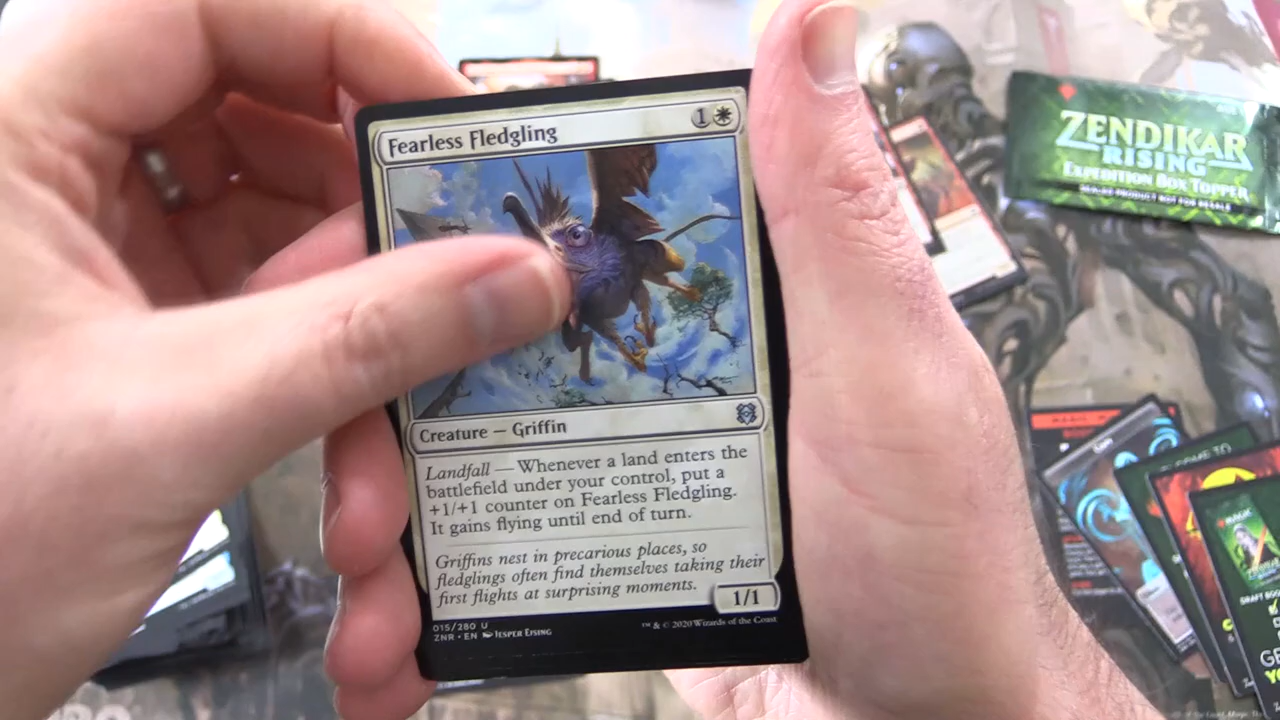 Fearless Fledgling
1
Creature — Griffin
Landfall — Whenever a land enters the
battlefield under your control, put a
+1/+1 counter on Fearless Fledgling.
It gains flying until end of turn.
Griffins nest in precarious places, so
fledglings often find themselves taking their
first flights at surprising moments.
1/1
015/280 U
ZNR • EN Jesper Ejsing
™ & © 2020 Wizards of the Coast
ZENDIKAR
RISING
EXPEDITION BOX TOPPER
MAGIC
DRAFT BOO